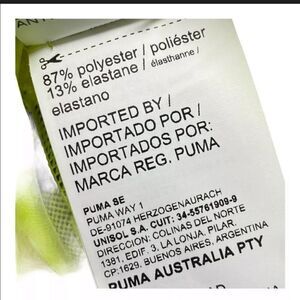 87% polyester / poliéster
13% elastane / élasthanne /
elastano
IMPORTED BY /
IMPORTADO POR /
IMPORTADOS POR:
MARCA REG. PUMA
PUMA SE
PUMA WAY 1
DE-91074 HERZOGENAURACH
UNISOL S.A. CUIT: 34-55761909-9
DIRECCION: COLINAS DEL NORTE
1381, EDIF. 3, LA LONJA, PILAR,
CP:1629, BUENOS AIRES, ARGENTINA
PUMA AUSTRALIA PTY